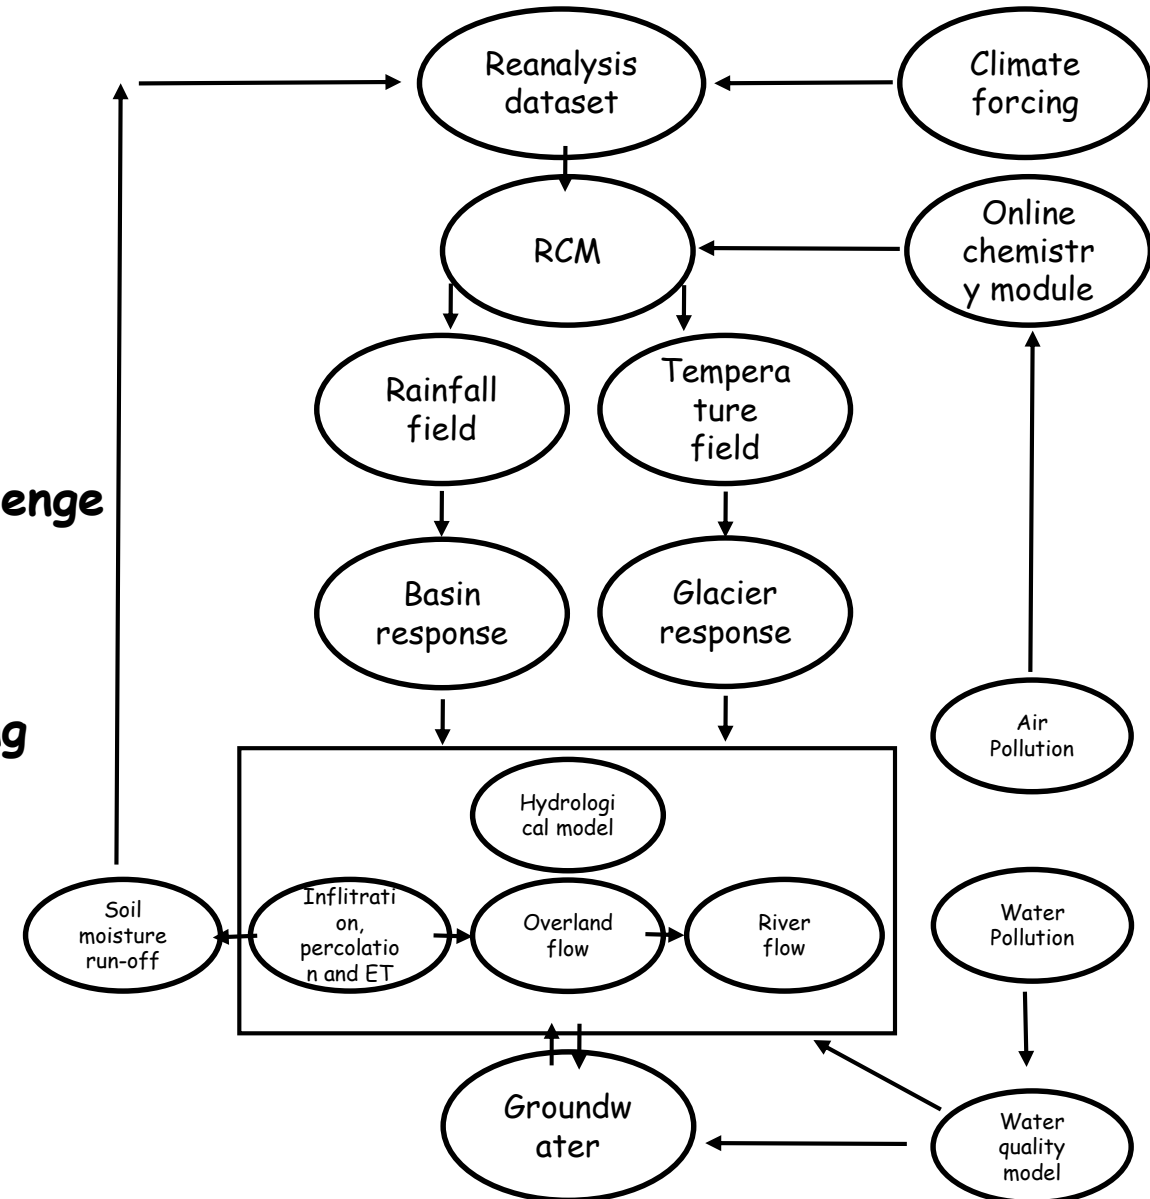 Reanalysis
dataset
Climate
forcing
RCM
Online
chemistr
y module
Rainfall
field
Tempera
ture
field
enge
Basin
response
Glacier
response
g
Air
Pollution
Hydrologi
cal model
Soil
moisture
run-off
Inflitrati
on,
percolatio
n and ET
Overland
flow
River
flow
Water
Pollution
Groundw
ater
Water
quality
model